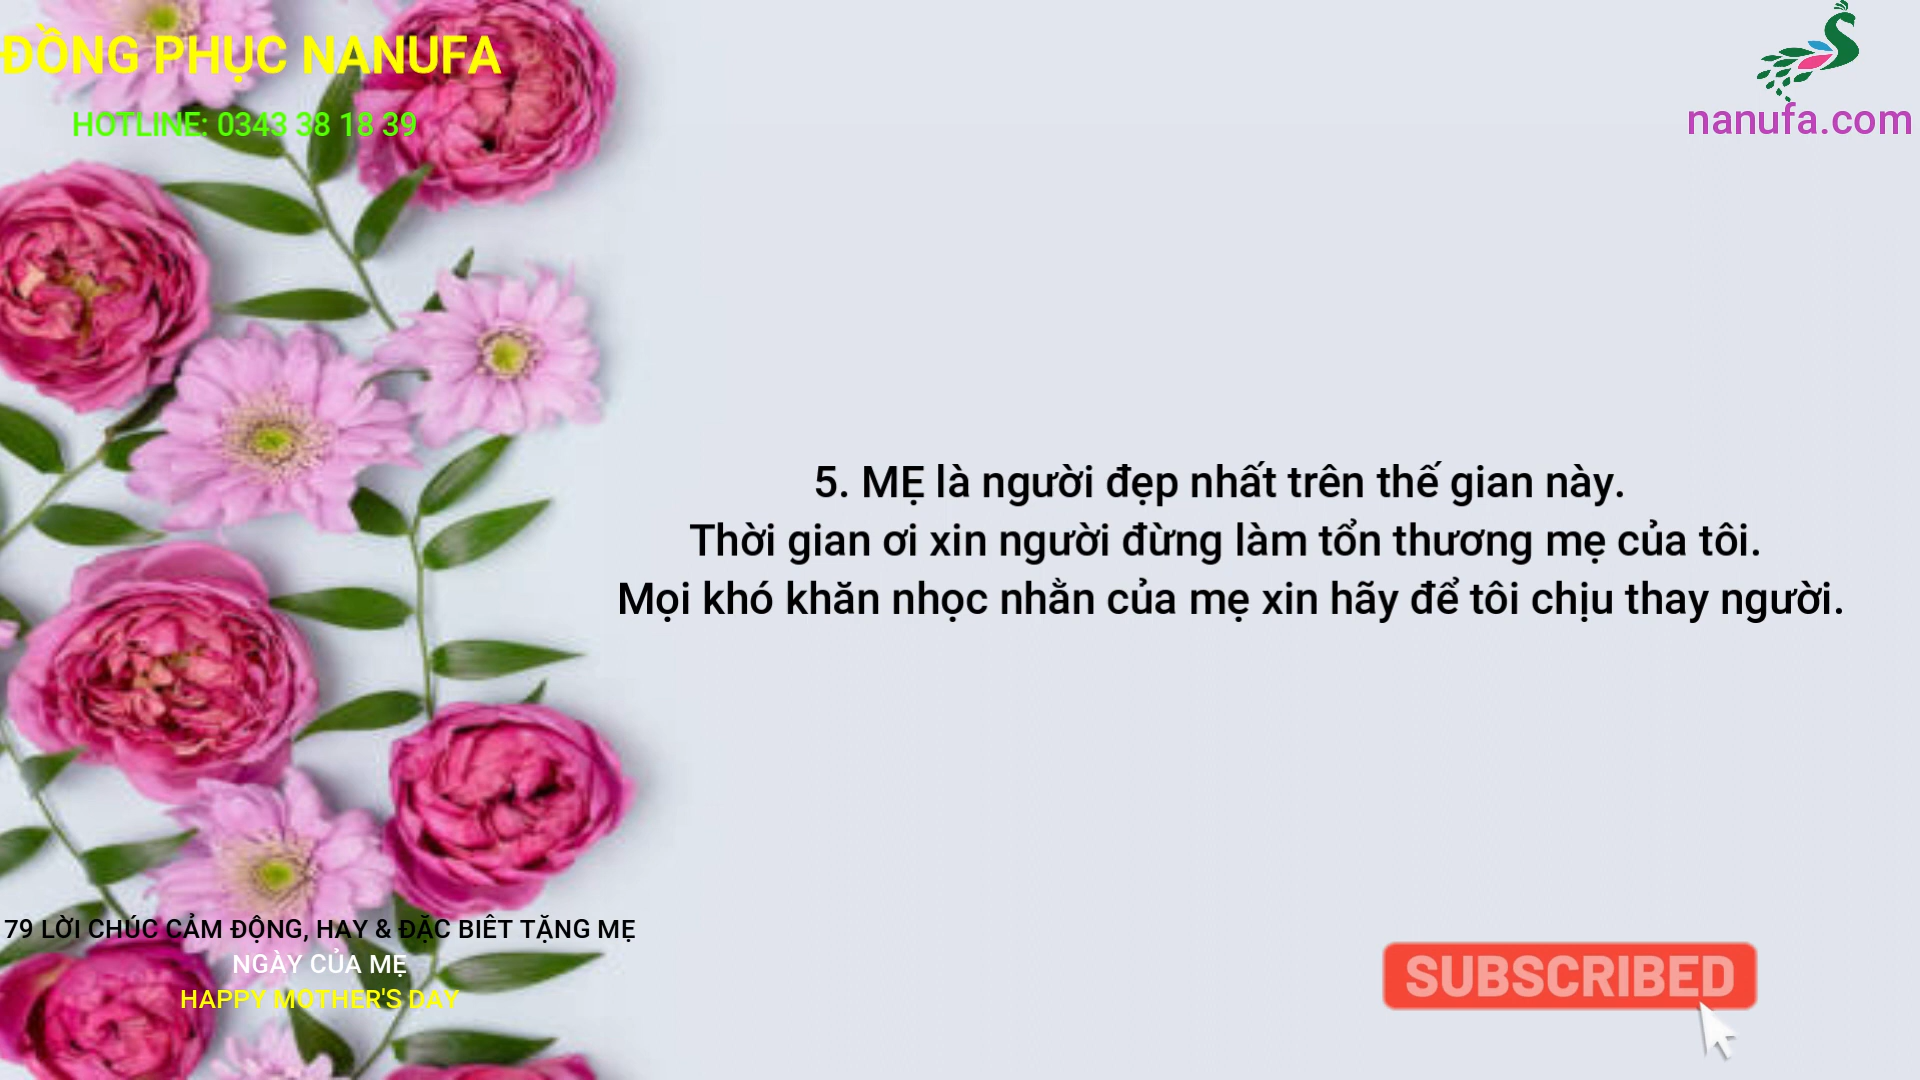 ĐỒNG PHỤC NANUFA
HOTLINE: 0343 38 18 39
nanufa.com
5. MẸ là người đẹp nhất trên thế gian này.
Thời gian ơi xin người đừng làm tổn thương mẹ của tôi.
Mọi khó khăn nhọc nhằn của mẹ xin hãy để tôi chịu thay người.
79 LỜI CHÚC CẢM ĐỘNG, HAY & ĐẶC BIÊT TẶNG MẸ
NGÀY CỦA MẸ
HAPPY MOTHER'S DAY
SUBSCRIBED